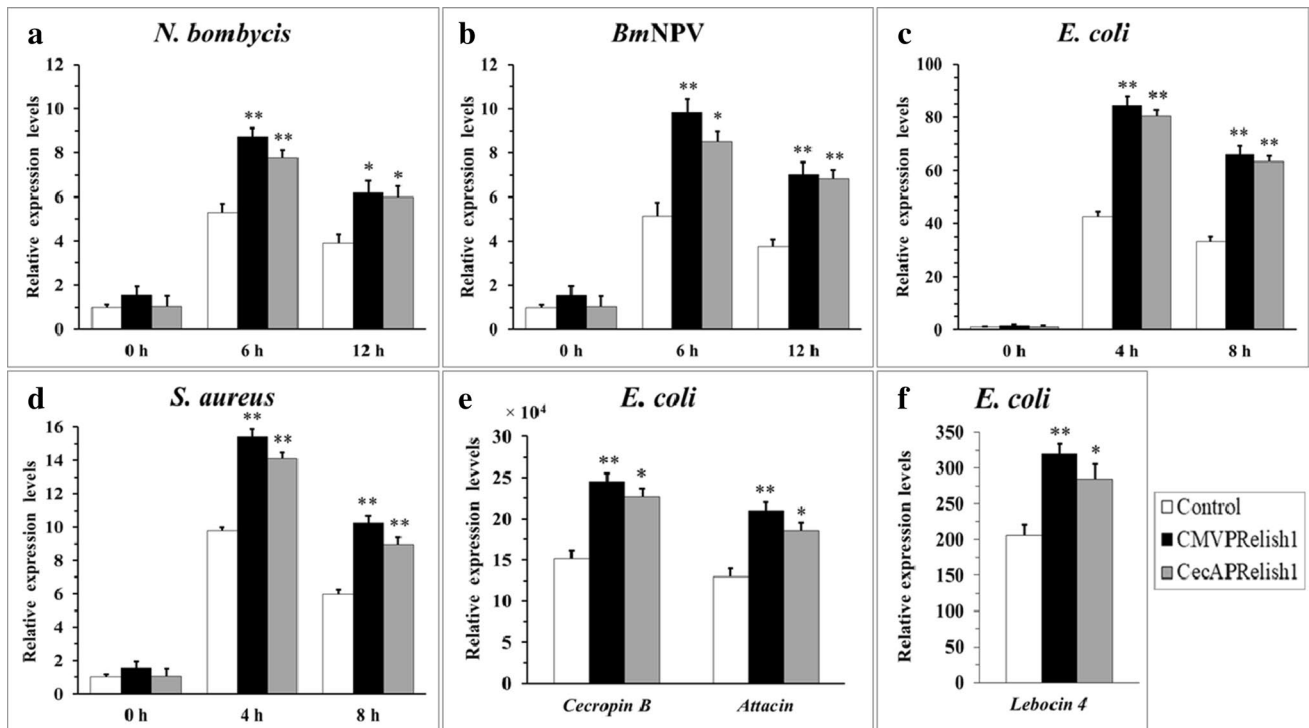 a
N. bombycis
Relative expression levels
12
10
8
6
4
2
0
** **
* *
0 h 6 h 12 h
b
BmNPV
Relative expression levels
12
10
8
6
4
2
0
** *
** **
0 h 6 h 12 h
c
E. coli
Relative expression levels
100
80
60
40
20
0
** **
** **
0 h 4 h 8 h
d
S. aureus
Relative expression levels
16
14
12
10
8
6
4
2
0
** **
** **
0 h 4 h 8 h
e
E. coli
× 10⁴
Relative expression levels
30
25
20
15
10
5
0
** *
** *
Cecropin B Attacin
f
E. coli
Relative expression levels
350
300
250
200
150
100
50
0
** *
Lebocin 4
Control
CMVPRelish1
CecAPRelish1